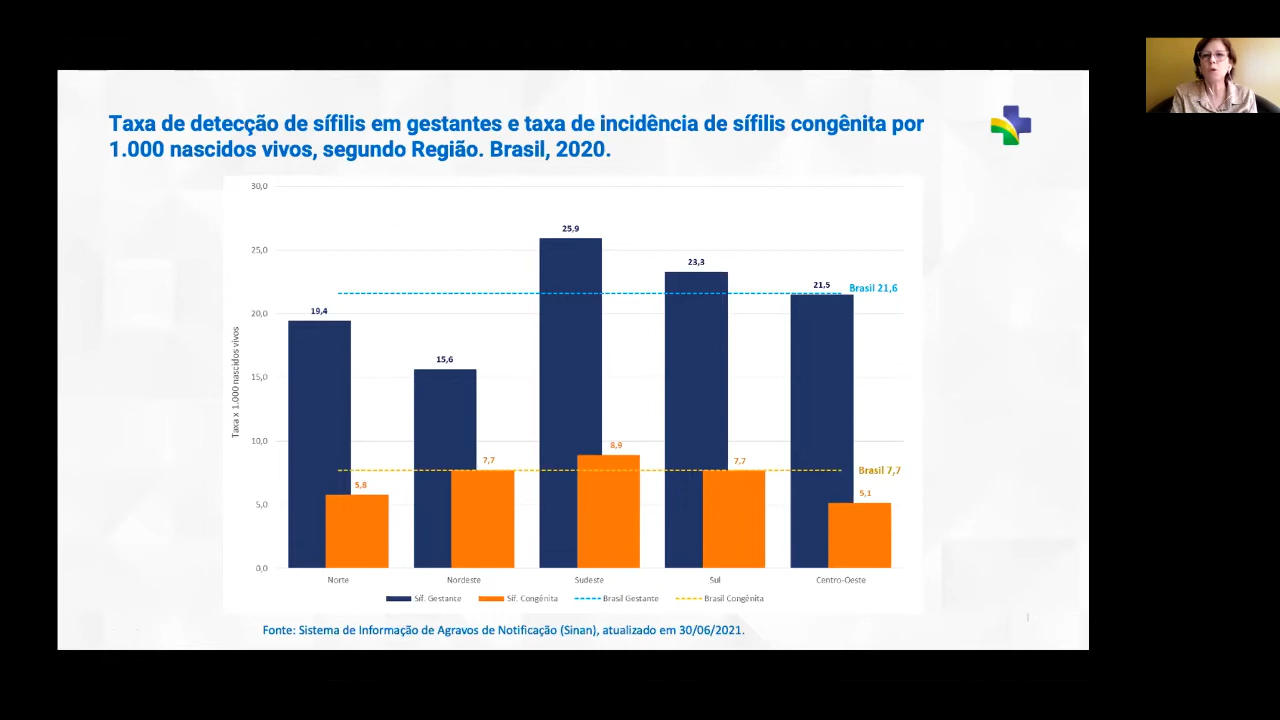 Taxa de detecção de sífilis em gestantes e taxa de incidência de sífilis congênita por
1.000 nascidos vivos, segundo Região. Brasil, 2020.
Taxa x 1.000 nascidos vivos
30,0
25,0
20,0
15,0
10,0
5,0
0,0
19,4
5,8
15,6
7,7
25,9
8,9
23,3
7,7
21,5
5,1
Brasil 21,6
Brasil 7,7
Norte
Nordeste
Sudeste
Sul
Centro-Oeste
Síf. Gestante
Síf. Congênita
Brasil Gestante
Brasil Congênita
Fonte: Sistema de Informação de Agravos de Notificação (Sinan), atualizado em 30/06/2021.